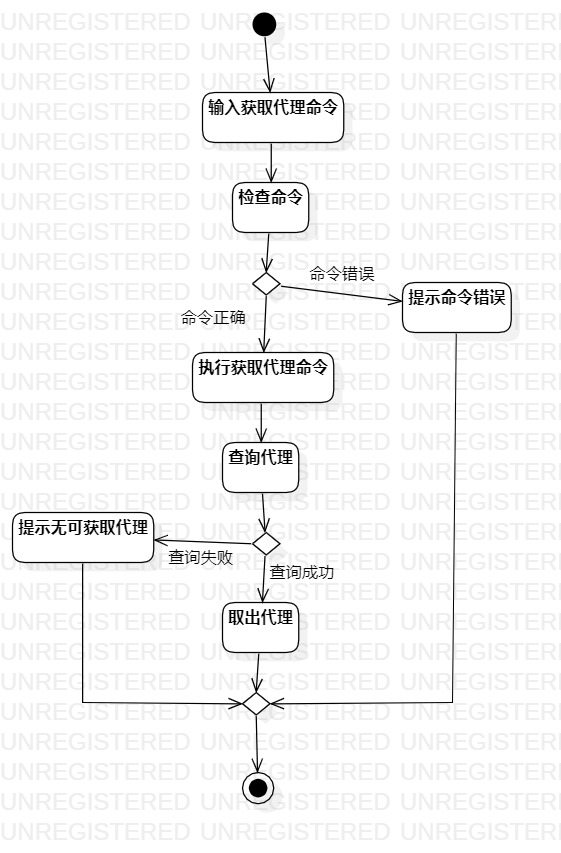 输入获取代理命令
检查命令
命令错误
提示命令错误
命令正确
执行获取代理命令
查询代理
提示无可获取代理
查询失败
查询成功
取出代理
UNREGISTERED UNREGISTERED UNREGISTERED